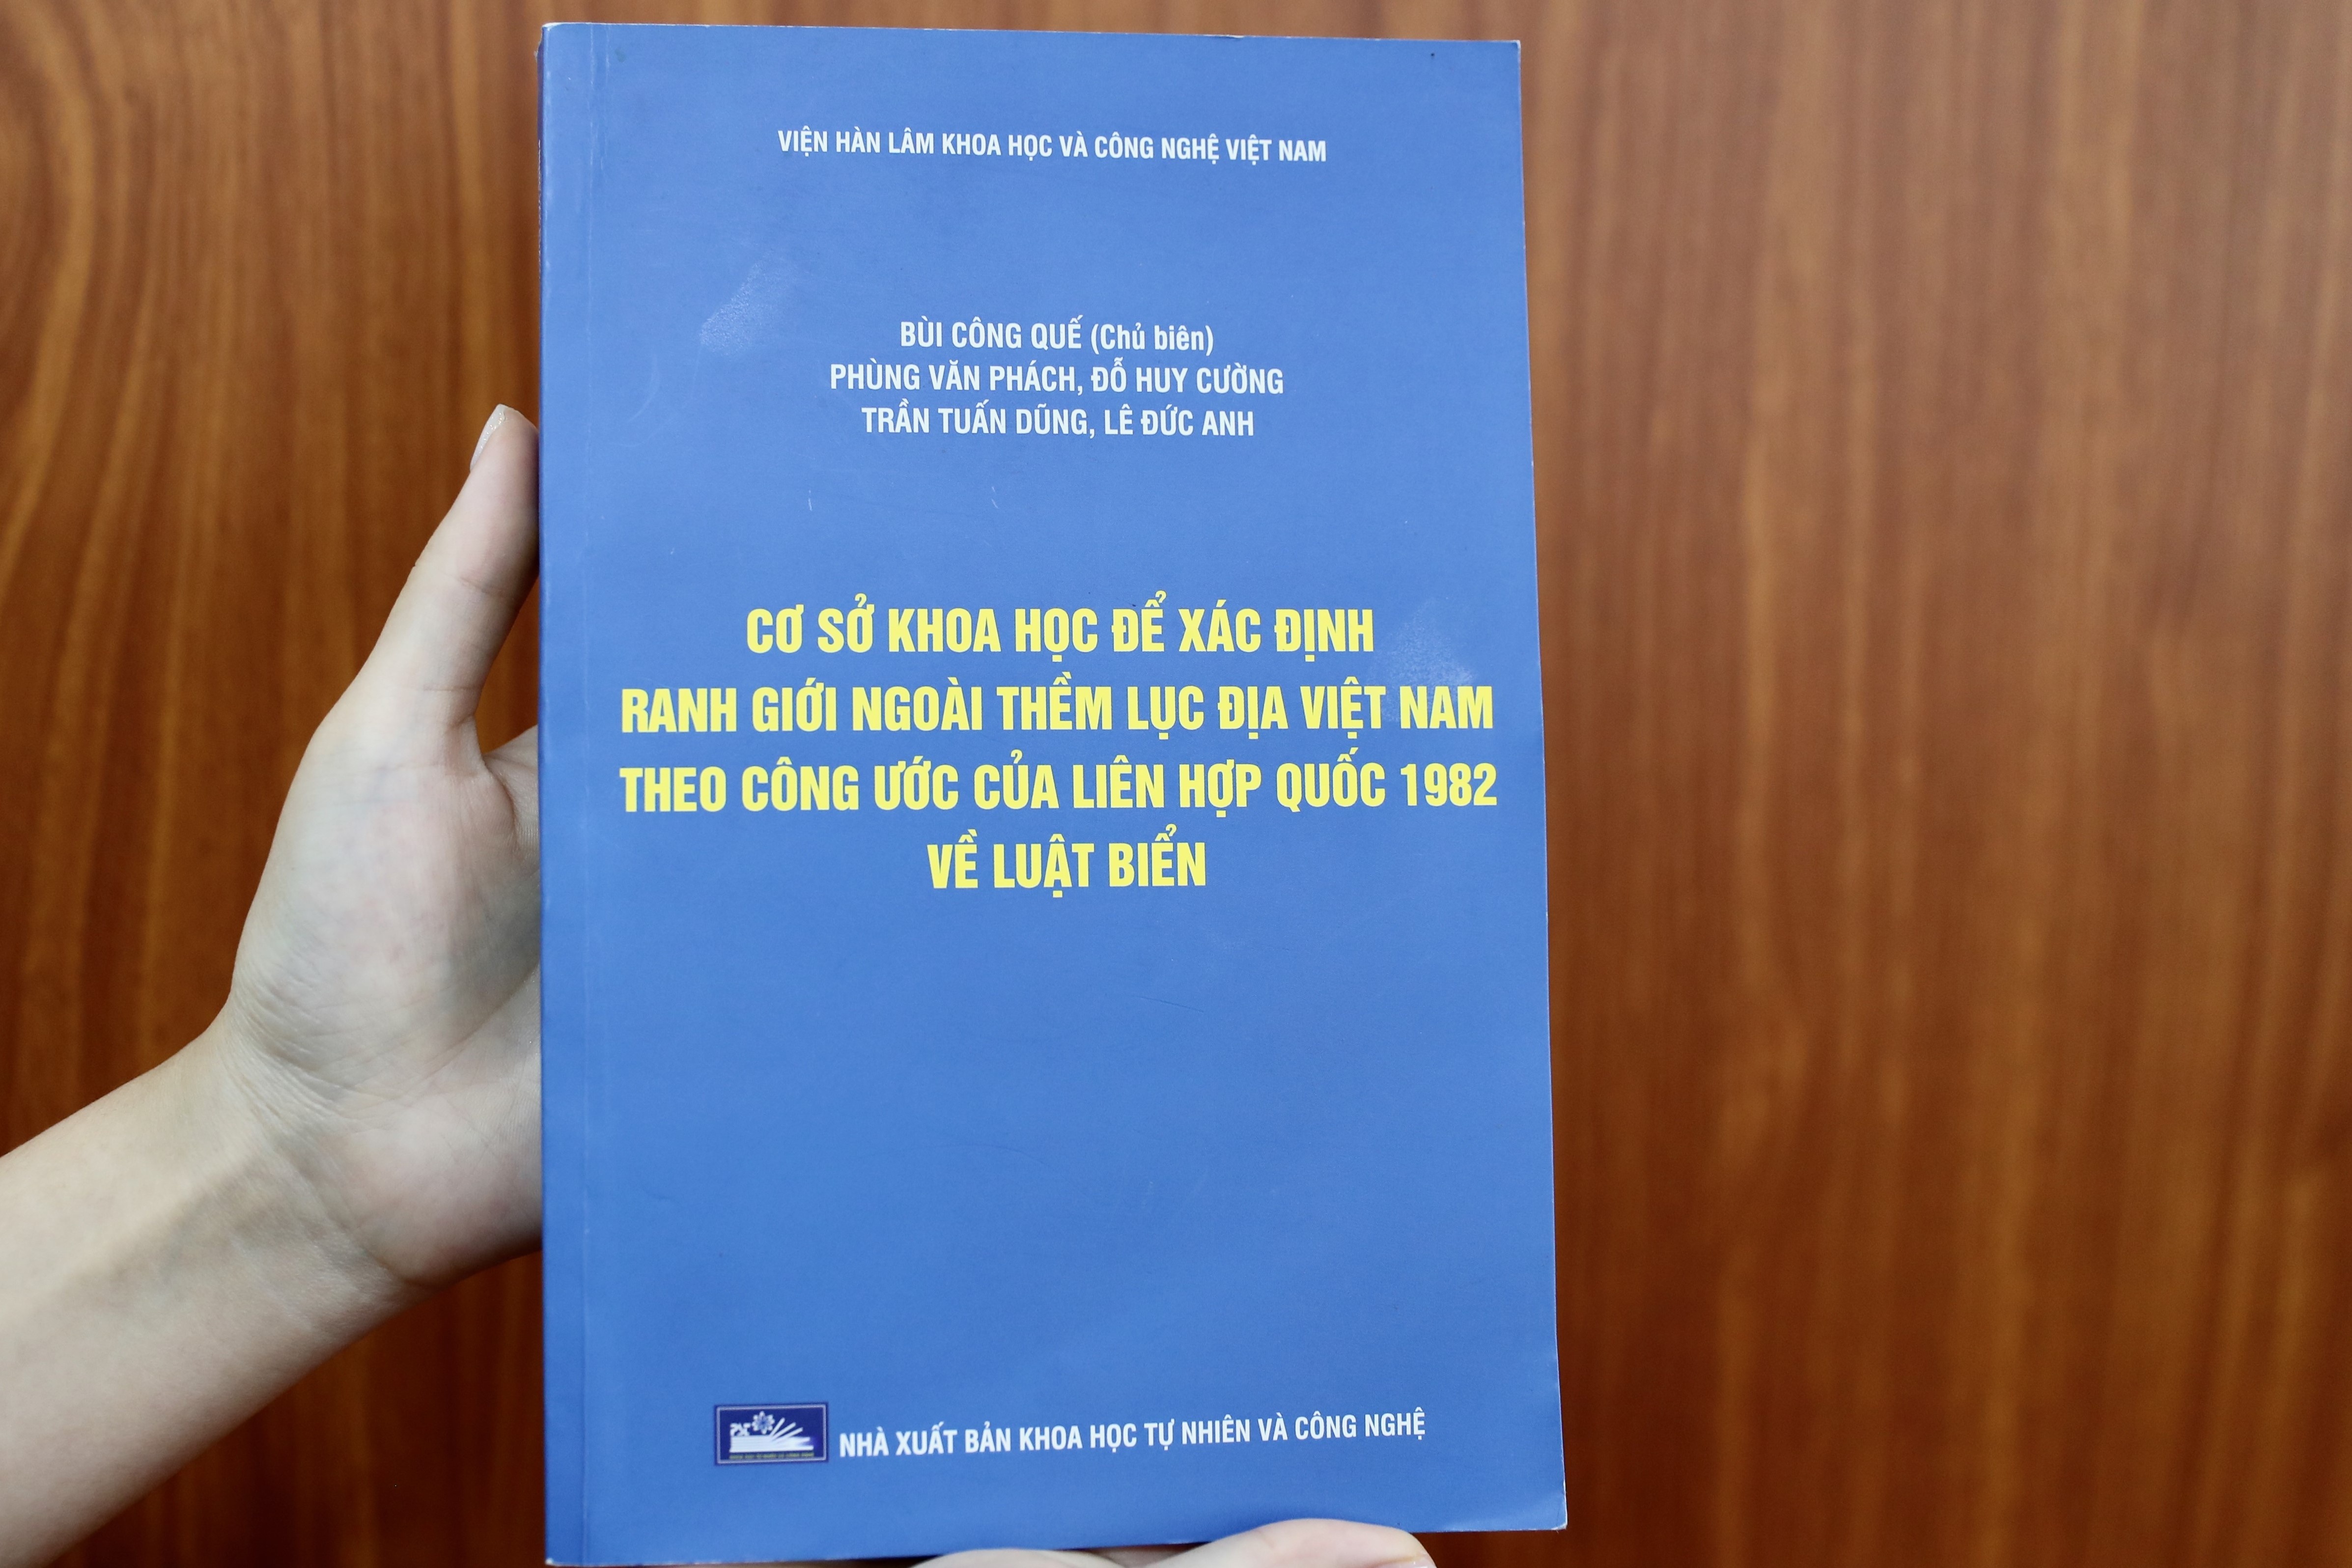 VIỆN HÀN LÂM KHOA HỌC VÀ CÔNG NGHỆ VIỆT NAM
BÙI CÔNG QUẾ (Chủ biên)
PHÙNG VĂN PHÁCH, ĐỖ HUY CƯỜNG
TRẦN TUẤN DŨNG, LÊ ĐỨC ANH
CƠ SỞ KHOA HỌC ĐỂ XÁC ĐỊNH
RANH GIỚI NGOÀI THỀM LỤC ĐỊA VIỆT NAM
THEO CÔNG ƯỚC CỦA LIÊN HỢP QUỐC 1982
VỀ LUẬT BIỂN
NHÀ XUẤT BẢN KHOA HỌC TỰ NHIÊN VÀ CÔNG NGHỆ